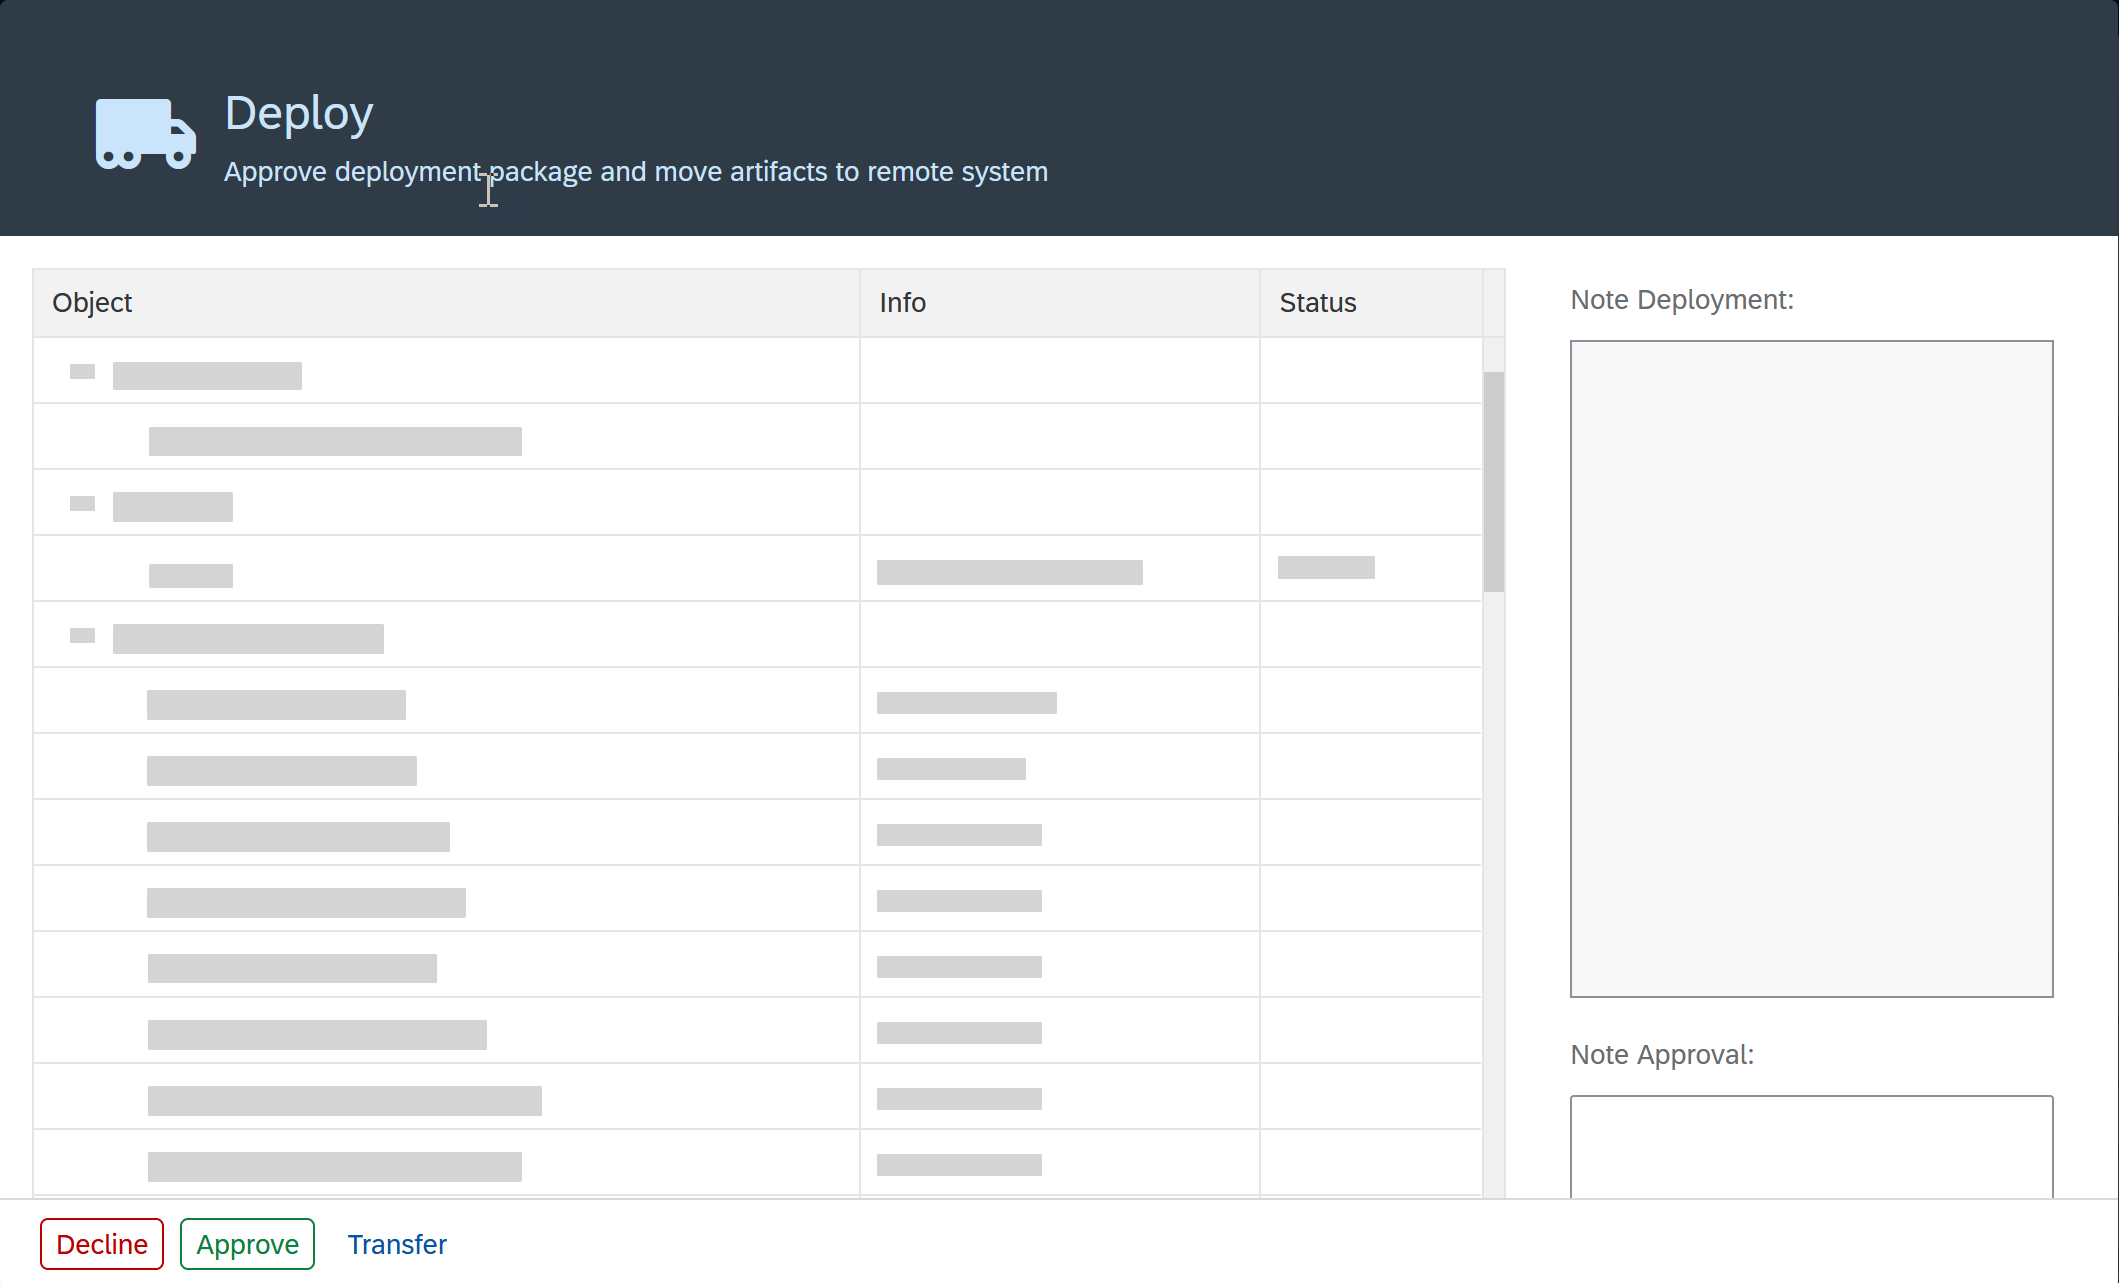 Deploy
Approve deployment package and move artifacts to remote system
Object Info Status
Note Deployment:
Note Approval:
Decline Approve Transfer